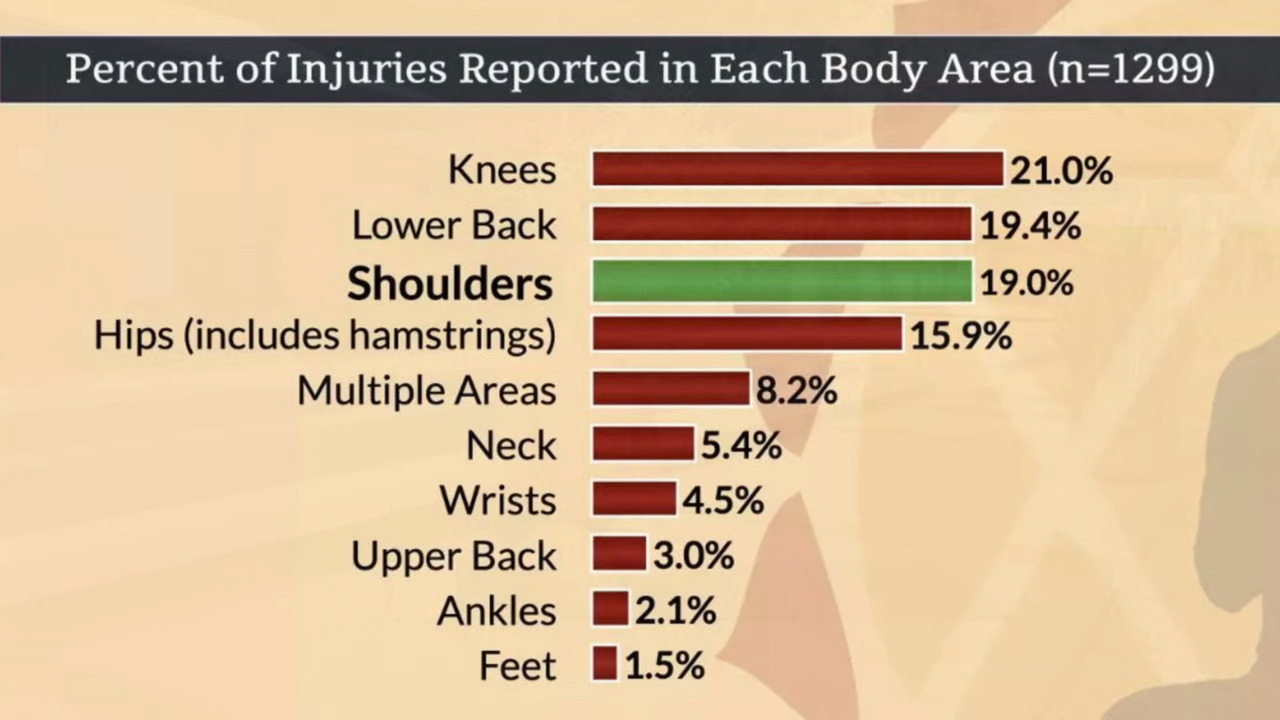 Percent of Injuries Reported in Each Body Area (n=1299)
Knees 21.0%
Lower Back 19.4%
Shoulders 19.0%
Hips (includes hamstrings) 15.9%
Multiple Areas 8.2%
Neck 5.4%
Wrists 4.5%
Upper Back 3.0%
Ankles 2.1%
Feet 1.5%